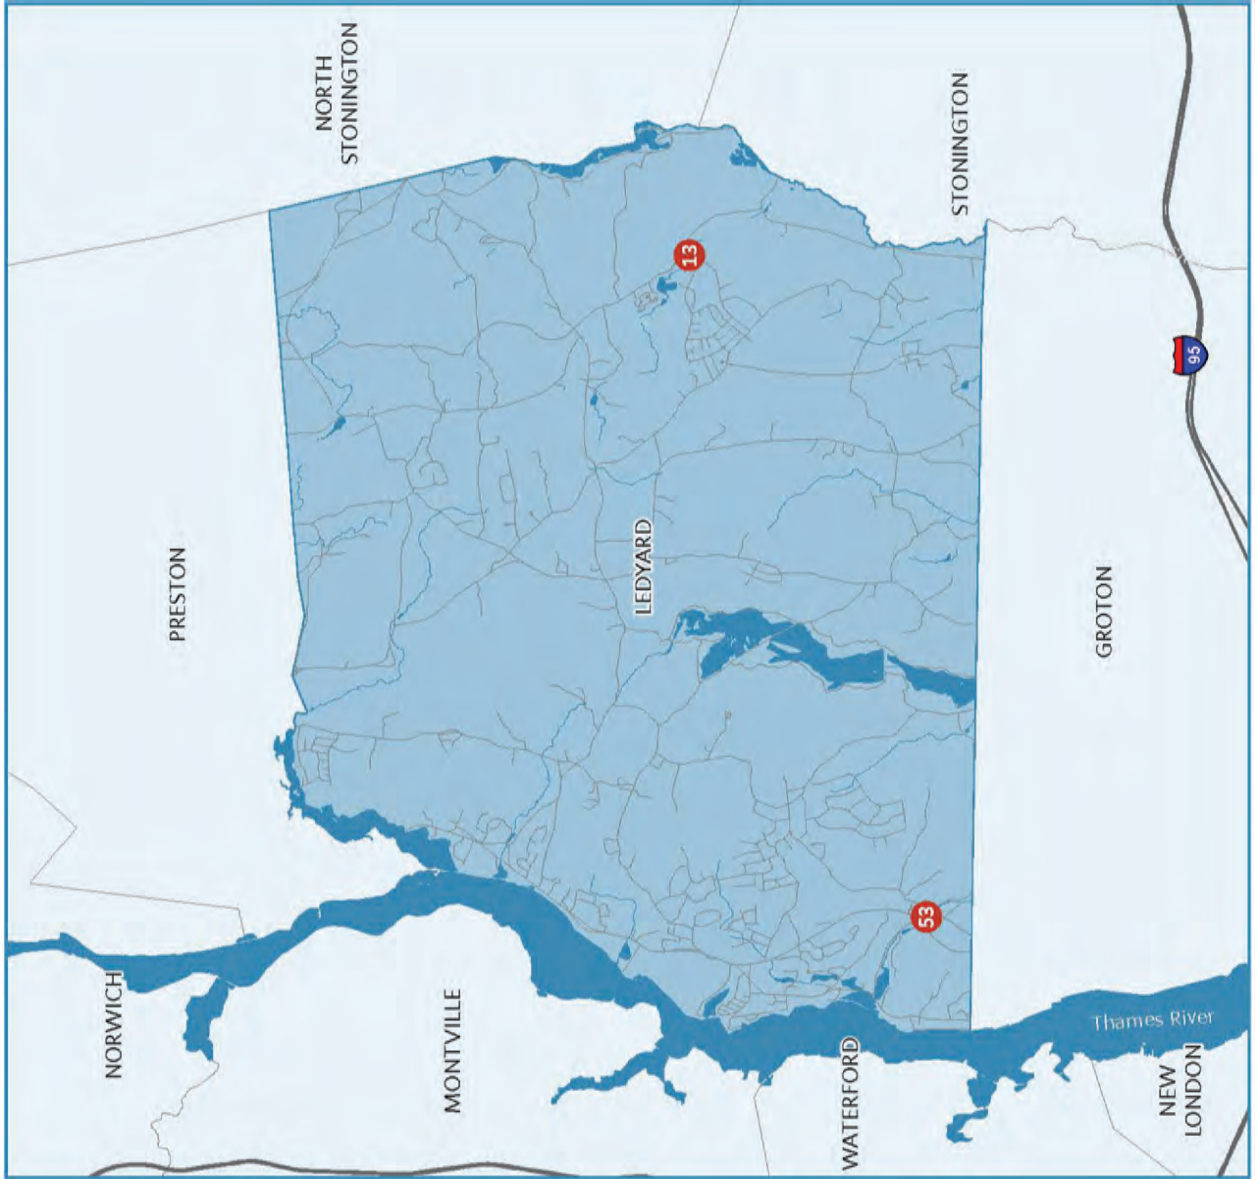 NORWICH
PRESTON
NORTH
STONINGTON
MONTVILLE
LEDYARD
13
WATERFORD
53
STONINGTON
Thames River
GROTON
NEW
LONDON
95